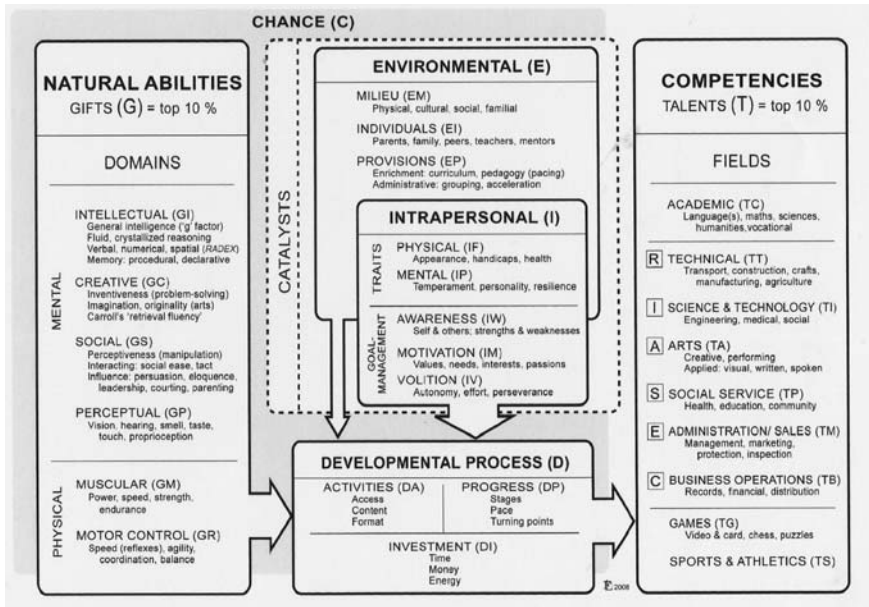 CHANCE (C)
NATURAL ABILITIES
GIFTS (G) = top 10 %
DOMAINS
MENTAL
INTELLECTUAL (GI)
General intelligence ('g' factor)
Fluid, crystallized reasoning
Verbal, numerical, spatial (RADEX)
Memory: procedural, declarative
CREATIVE (GC)
Inventiveness (problem-solving)
Imagination, originality (arts)
Carroll's 'retrieval fluency'
SOCIAL (GS)
Perceptiveness (manipulation)
Interacting: social ease, tact
Influence: persuasion, eloquence,
leadership, courting, parenting
PERCEPTUAL (GP)
Vision, hearing, smell, taste,
touch, proprioception
PHYSICAL
MUSCULAR (GM)
Power, speed, strength,
endurance
MOTOR CONTROL (GR)
Speed (reflexes), agility,
coordination, balance
CATALYSTS
ENVIRONMENTAL (E)
MILIEU (EM)
Physical, cultural, social, familial
INDIVIDUALS (EI)
Parents, family, peers, teachers, mentors
PROVISIONS (EP)
Enrichment: curriculum, pedagogy (pacing)
Administrative: grouping, acceleration
INTRAPERSONAL (I)
TRAITS
PHYSICAL (IF)
Appearance, handicaps, health
MENTAL (IP)
Temperament, personality, resilience
GOAL-
MANAGEMENT
AWARENESS (IW)
Self & others; strengths & weaknesses
MOTIVATION (IM)
Values, needs, interests, passions
VOLITION (IV)
Autonomy, effort, perseverance
DEVELOPMENTAL PROCESS (D)
ACTIVITIES (DA)
Access
Content
Format
PROGRESS (DP)
Stages
Pace
Turning points
INVESTMENT (DI)
Time
Money
Energy
2008
COMPETENCIES
TALENTS (T) = top 10 %
FIELDS
ACADEMIC (TC)
Language(s), maths, sciences,
humanities,vocational
R TECHNICAL (TT)
Transport, construction, crafts,
manufacturing, agriculture
I SCIENCE & TECHNOLOGY (TI)
Engineering, medical, social
A ARTS (TA)
Creative, performing
Applied: visual, written, spoken
S SOCIAL SERVICE (TP)
Health, education, community
E ADMINISTRATION/ SALES (TM)
Management, marketing,
protection, inspection
C BUSINESS OPERATIONS (TB)
Records, financial, distribution
GAMES (TG)
Video & card, chess, puzzles
SPORTS & ATHLETICS (TS)